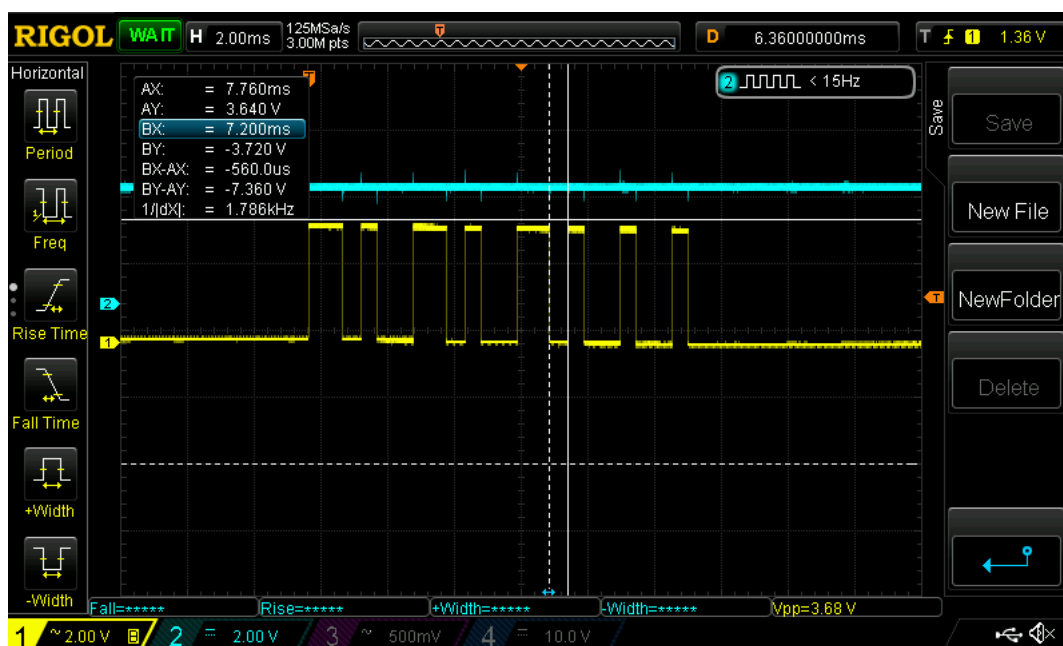 RIGOL WAIT H 2.00ms 125MSa/s 3.00M pts T D 6.36000000ms T 1 1.36 V
Horizontal
Period
Freq
Rise Time
Fall Time
+Width
-Width
T
AX: = 7.760ms
AY: = 3.640 V
BX: = 7.200ms
BY: = -3.720 V
BX-AX: = -560.0us
BY-AY: = -7.360 V
1/|dX|: = 1.786kHz
2 < 15Hz
2
1
T
Save
Save
New File
NewFolder
Delete
Fall=***** Rise=***** +Width=***** -Width=***** Vpp=3.68 V
1 ~ 2.00 V B 2 = 2.00 V 3 ~ 500mV 4 = 10.0 V